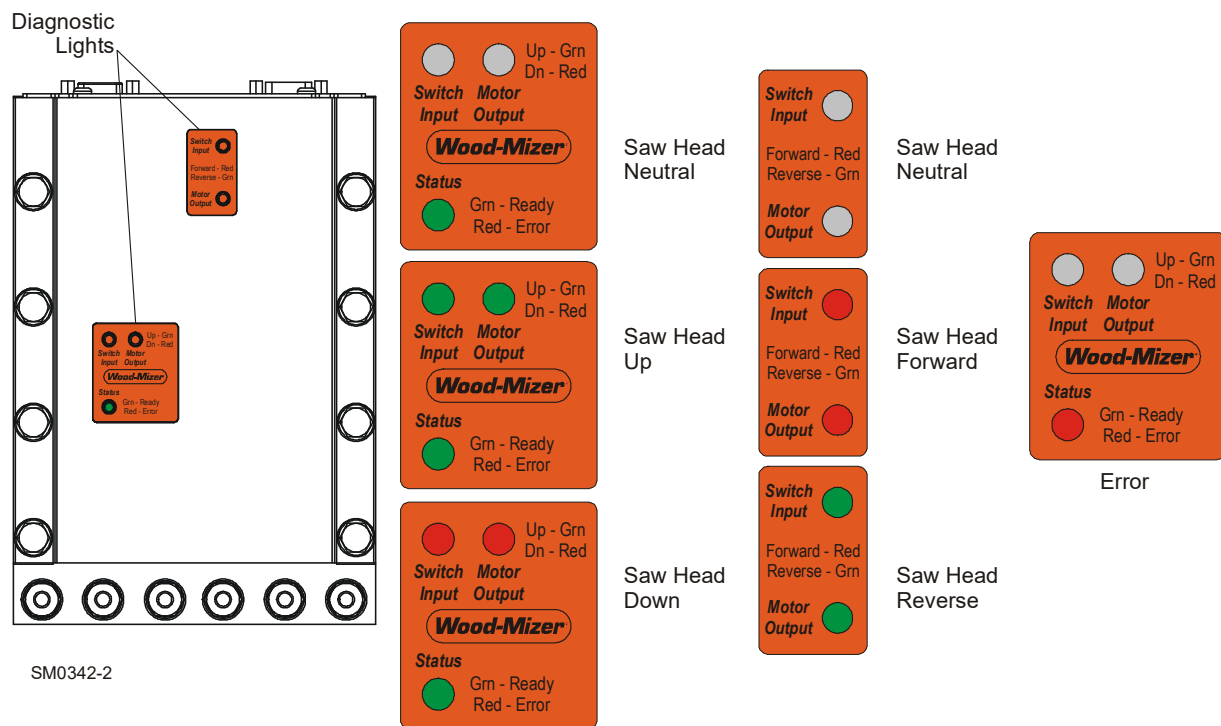 Diagnostic
Lights
Switch
Input
Forward - Red
Reverse - Grn
Motor
Output
Up - Grn
Dn - Red
Switch Motor
Input Output
Wood-Mizer
Status
Grn - Ready
Red - Error
SM0342-2
Up - Grn
Dn - Red
Switch Motor
Input Output
Wood-Mizer
Status
Grn - Ready
Red - Error
Saw Head
Neutral
Up - Grn
Dn - Red
Switch Motor
Input Output
Wood-Mizer
Status
Grn - Ready
Red - Error
Saw Head
Up
Up - Grn
Dn - Red
Switch Motor
Input Output
Wood-Mizer
Status
Grn - Ready
Red - Error
Saw Head
Down
Switch
Input
Forward - Red
Reverse - Grn
Motor
Output
Saw Head
Neutral
Switch
Input
Forward - Red
Reverse - Grn
Motor
Output
Saw Head
Forward
Switch
Input
Forward - Red
Reverse - Grn
Motor
Output
Saw Head
Reverse
Up - Grn
Dn - Red
Switch Motor
Input Output
Wood-Mizer
Status
Grn - Ready
Red - Error
Error